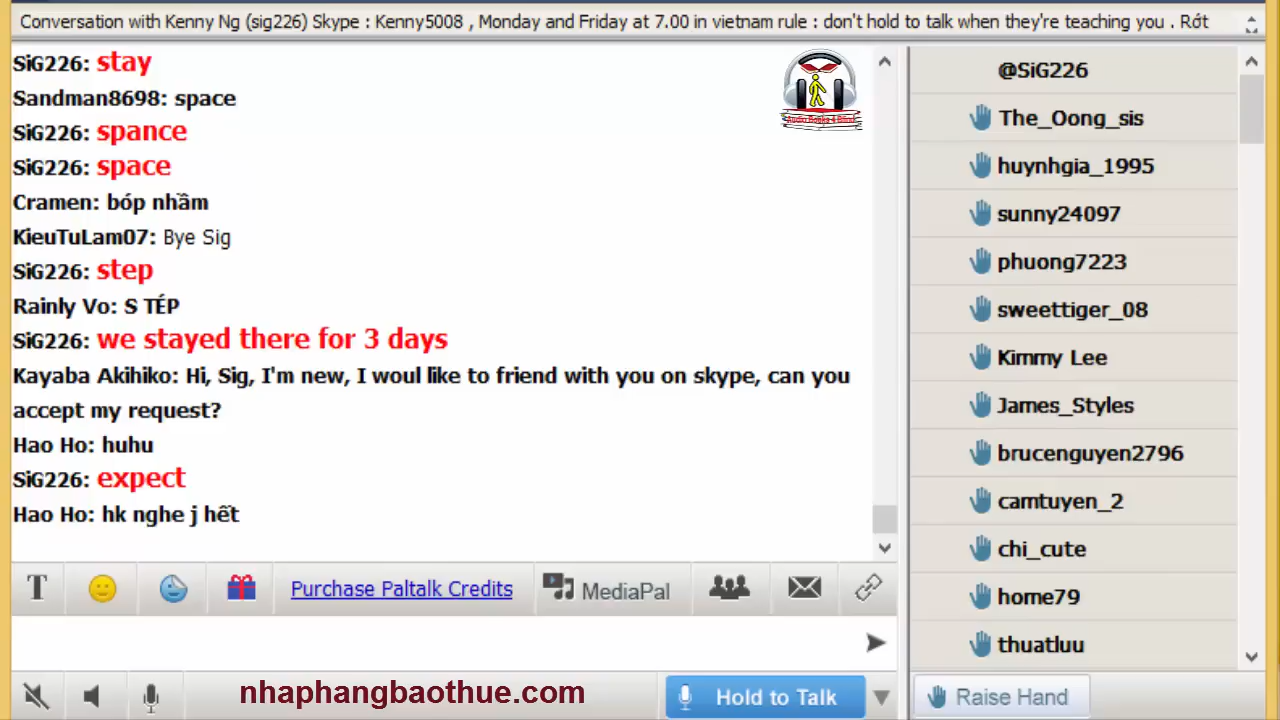 Conversation with Kenny Ng (sig226) Skype : Kenny5008 , Monday and Friday at 7.00 in vietnam rule : don't hold to talk when they're teaching you . Rớt
SiG226: stay
Sandman8698: space
SiG226: spance
SiG226: space
Cramen: bóp nhầm
KieuTuLam07: Bye Sig
SiG226: step
Rainly Vo: S TÉP
SiG226: we stayed there for 3 days
Kayaba Akihiko: Hi, Sig, I'm new, I woul like to friend with you on skype, can you
accept my request?
Hao Ho: huhu
SiG226: expect
Hao Ho: hk nghe j hết
@SiG226
The_Oong_sis
huynhgia_1995
sunny24097
phuong7223
sweettiger_08
Kimmy Lee
James_Styles
brucenguyen2796
camtuyen_2
chi_cute
home79
thuatluu
T
Purchase Paltalk Credits
MediaPal
nhaphangbaothue.com
Hold to Talk
Raise Hand